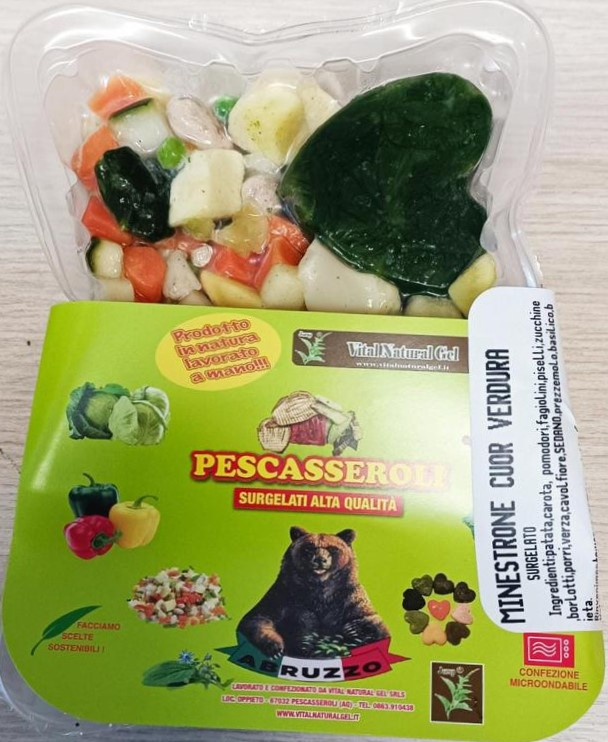 Prodotto
in natura
lavorato
a mano!!!
Vital Natural Gel
www.vitalnaturalgel.it
PESCASSEROLI
SURGELATI ALTA QUALITÀ
FACCIAMO
SCELTE
SOSTENIBILI !
ABRUZZO
LAVORATO E CONFEZIONATO DA VITAL NATURAL GEL SRLS
LOC. OPPIETO - 67032 PESCASSEROLI (AQ) - TEL. 0863.910438
WWW.VITALNATURALGEL.IT
CONFEZIONE
MICROONDABILE
MINESTRONE CUOR VERDURA
SURGELATO
Ingredienti:patata,carota, pomodori,fagiolini,piselli,zucchine
,borlotti,porri,verza,cavolfiore,SEDANO,prezzemolo,basilico,b
ieta.